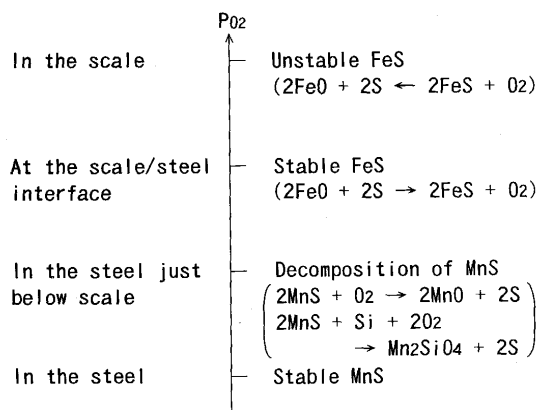 PO2
In the scale
Unstable FeS
(2FeO + 2S ← 2FeS + O2)
At the scale/steel
interface
Stable FeS
(2FeO + 2S → 2FeS + O2)
In the steel just
below scale
Decomposition of MnS
(2MnS + O2 → 2MnO + 2S
2MnS + Si + 2O2
→ Mn2SiO4 + 2S)
In the steel
Stable MnS